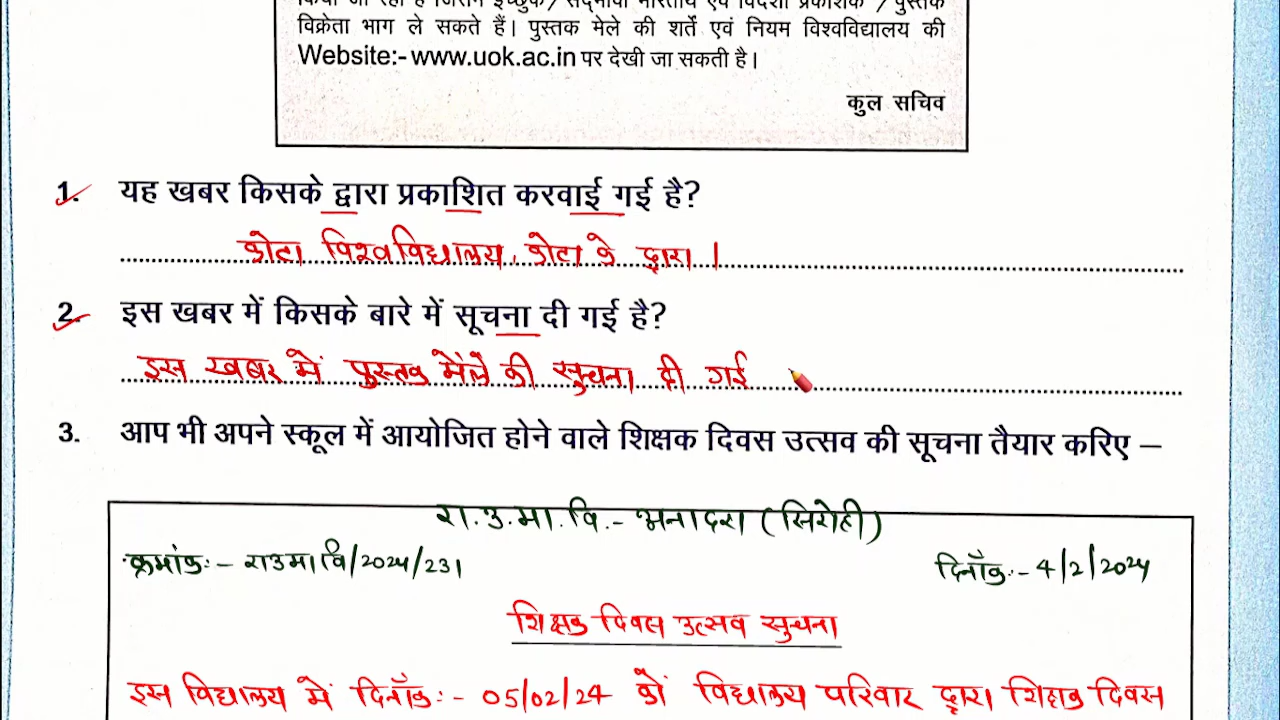 विक्रेता भाग ले सकते हैं। पुस्तक मेले की शर्तें एवं नियम विश्वविद्यालय की
Website:- www.uok.ac.in पर देखी जा सकती है।
कुल सचिव
1. यह खबर किसके द्वारा प्रकाशित करवाई गई है?
कोटा विश्वविद्यालय, कोटा के द्वारा।
2. इस खबर में किसके बारे में सूचना दी गई है?
इस खबर में पुस्तक मेले की सुचना दी गई
3. आप भी अपने स्कूल में आयोजित होने वाले शिक्षक दिवस उत्सव की सूचना तैयार करिए –
रा.उ.मा.वि.- अनादरा (सिरोही)
क्रमांक:- राउमावि/2024/231 दिनाँक:- 4/2/2024
शिक्षक दिवस उत्सव सुचना
इस विद्यालय में दिनाँक:- 05/02/24 को विद्यालय परिवार द्वारा शिक्षक दिवस